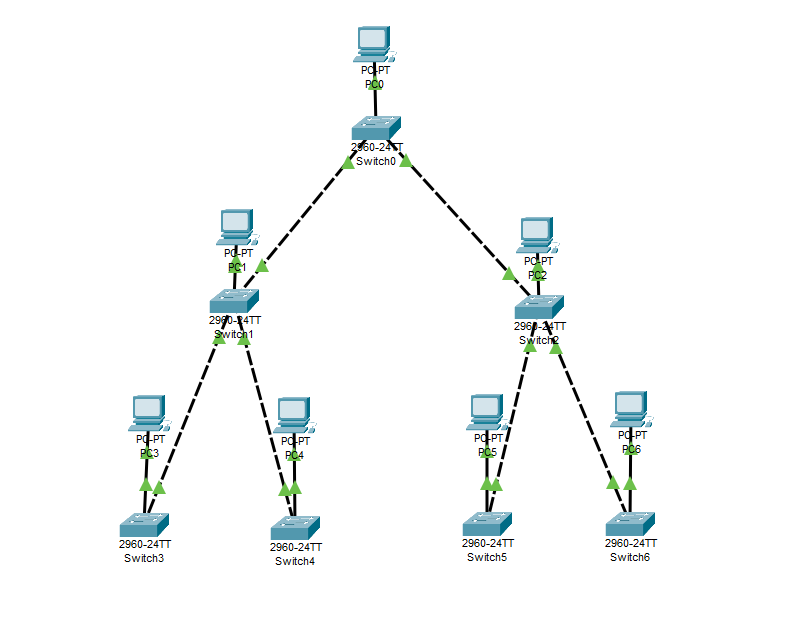 PC-PT
PC0
2960-24TT
Switch0
PC-PT
PC1
PC-PT
PC2
2960-24TT
Switch1
2960-24TT
Switch2
PC-PT
PC3
PC-PT
PC4
PC-PT
PC5
PC-PT
PC6
2960-24TT
Switch3
2960-24TT
Switch4
2960-24TT
Switch5
2960-24TT
Switch6